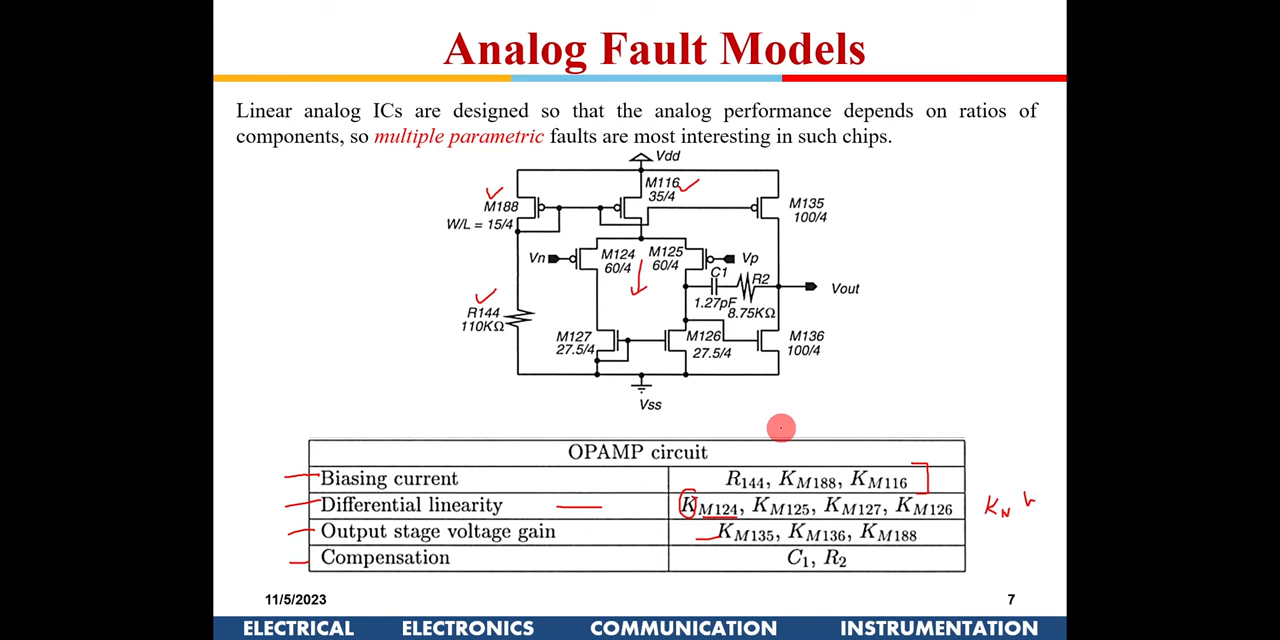 Analog Fault Models
Linear analog ICs are designed so that the analog performance depends on ratios of
components, so multiple parametric faults are most interesting in such chips.
Vdd
M116
35/4
M188
W/L = 15/4
M135
100/4
Vn
M124
60/4
M125
60/4
Vp
C1
1.27pF
R2
8.75KΩ
Vout
R144
110KΩ
M127
27.5/4
M126
27.5/4
M136
100/4
Vss
OPAMP circuit
Biasing current R144, KM188, KM116
Differential linearity KM124, KM125, KM127, KM126
Output stage voltage gain KM135, KM136, KM188
Compensation C1, R2
KN
11/5/2023 7
ELECTRICAL ELECTRONICS COMMUNICATION INSTRUMENTATION